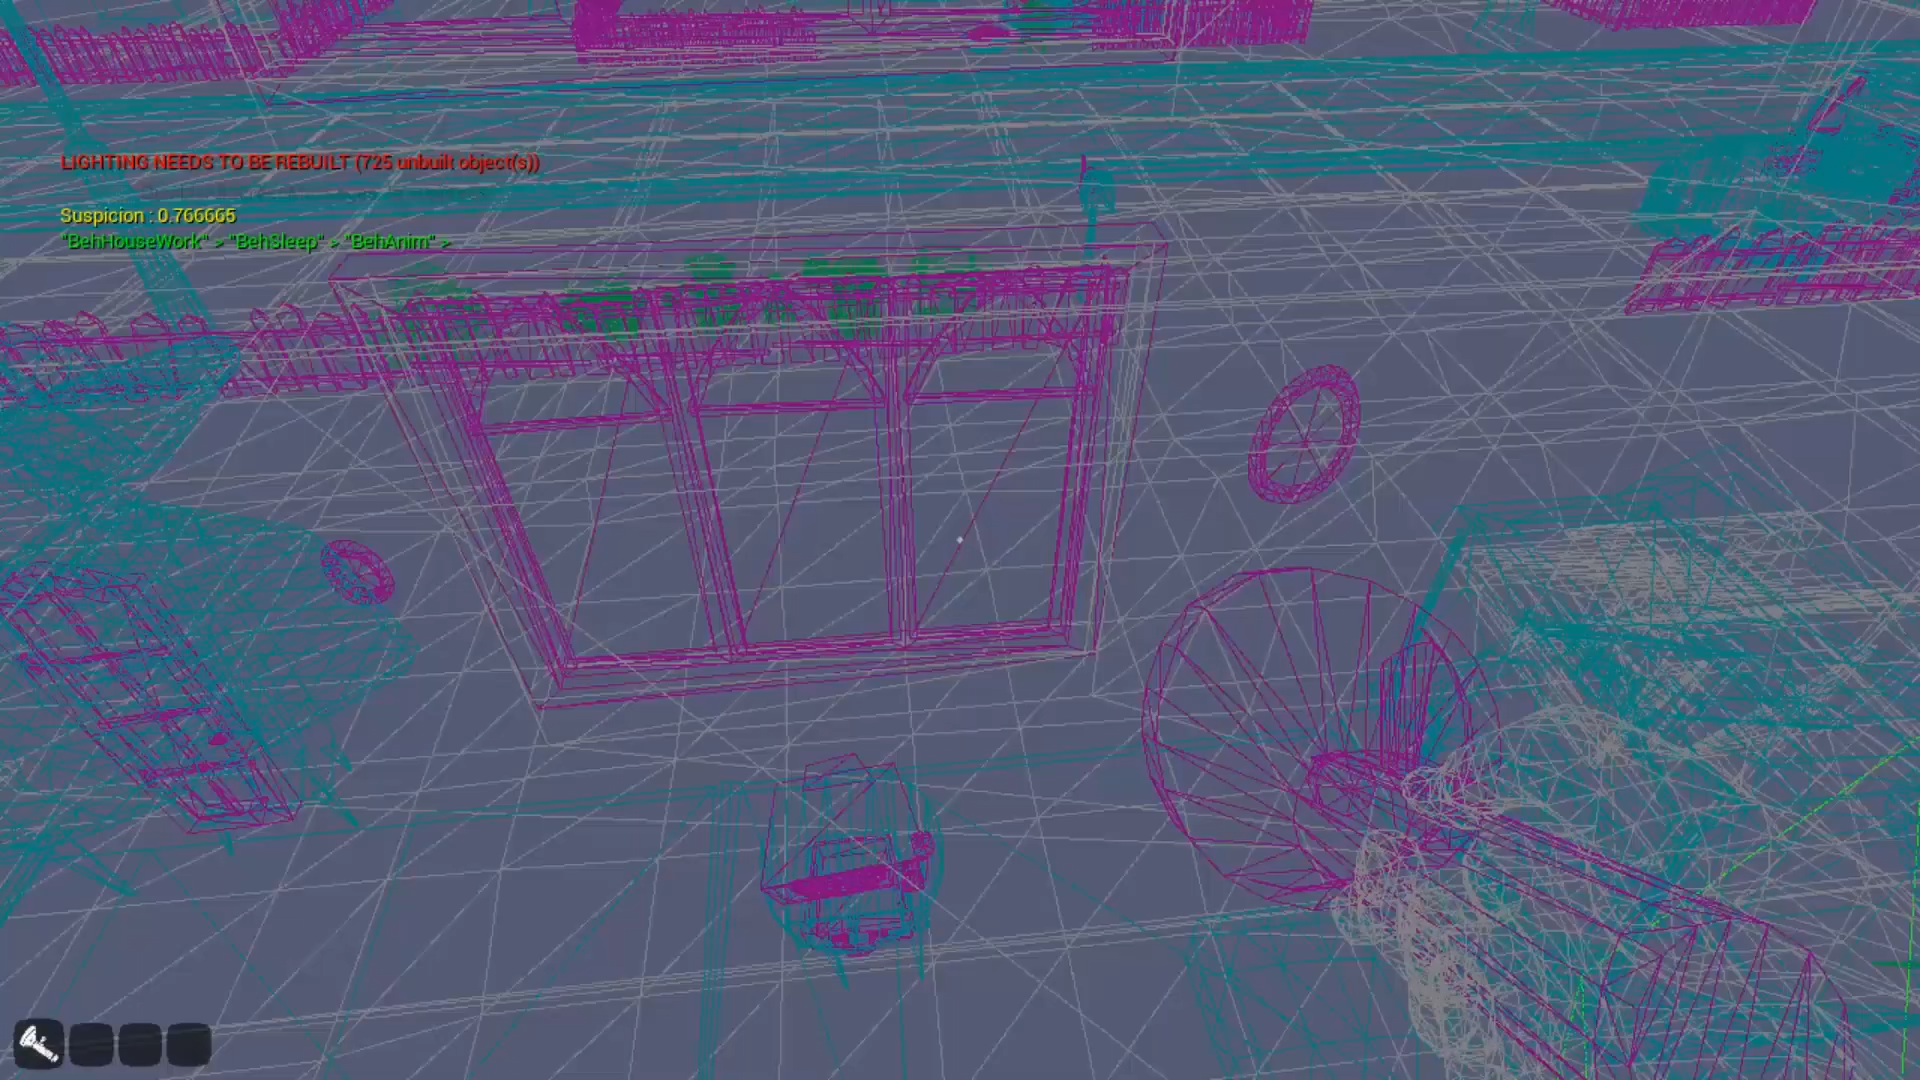 LIGHTING NEEDS TO BE REBUILT (725 unbuilt object(s))
Suspicion : 0.766665
"BehHouseWork" > "BehSleep" > "BehAnim" >